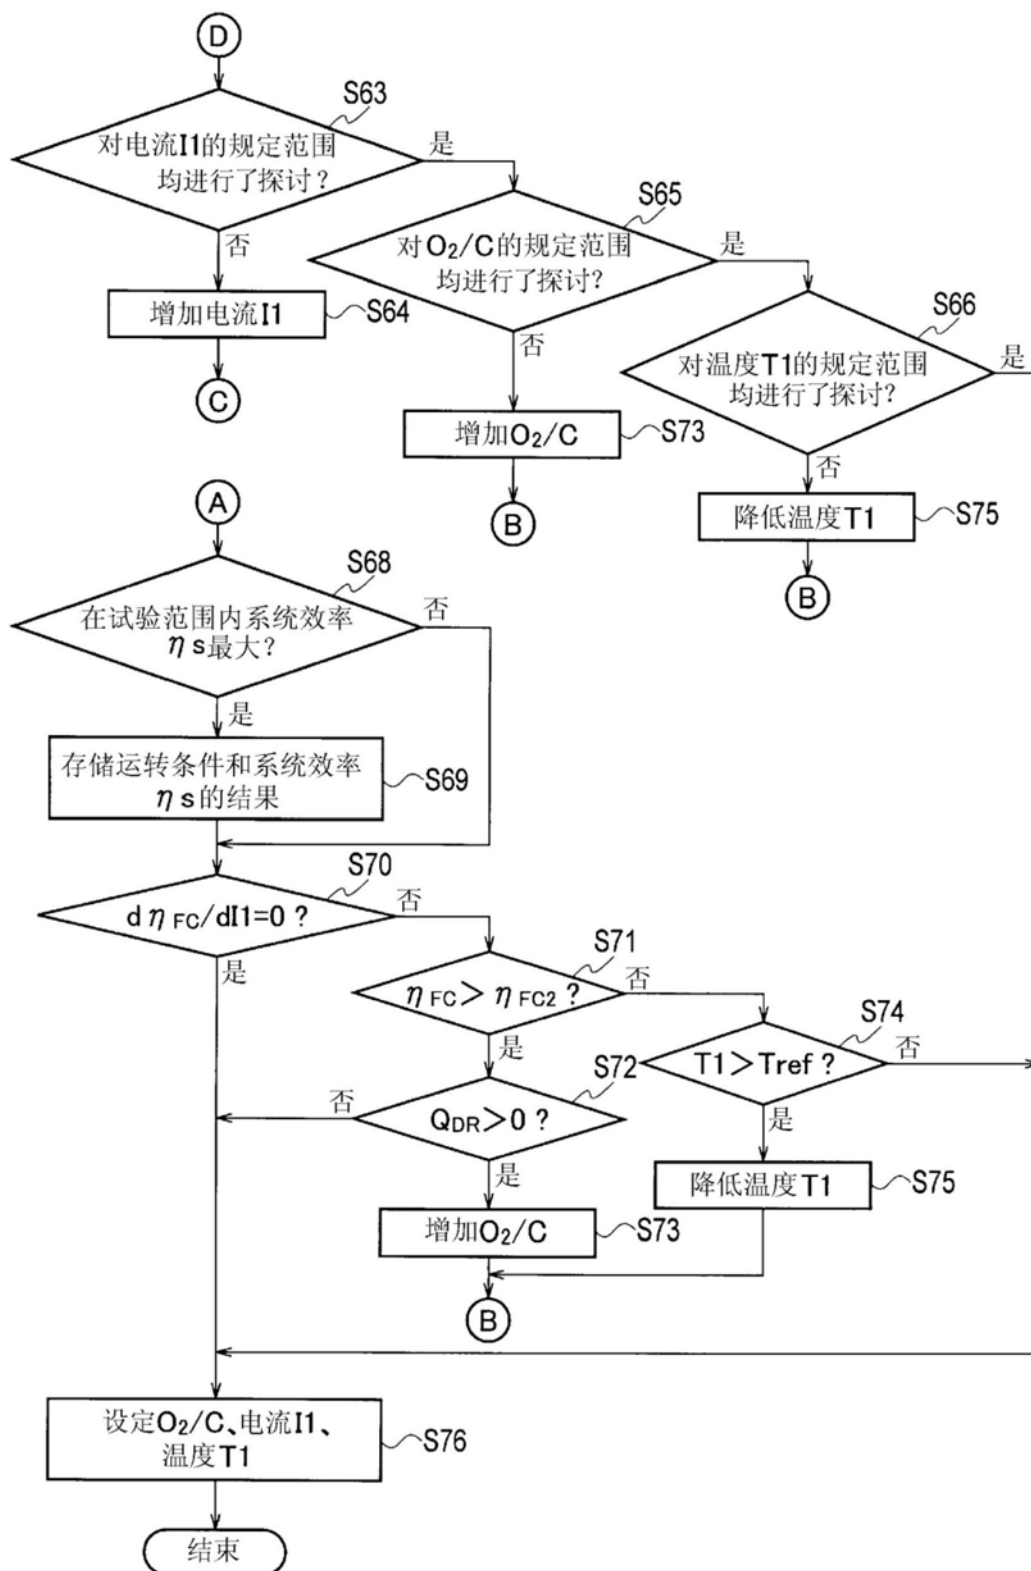 D
S63
对电流I1的规定范围
均进行了探讨?
是
否
S65
对O₂/C的规定范围
均进行了探讨?
是
增加电流I1
S64
否
S66
对温度T1的规定范围
均进行了探讨?
是
C
增加O₂/C
S73
否
A
B
降低温度T1
S75
S68
在试验范围内系统效率
ηs最大?
否
B
是
存储运转条件和系统效率
ηs的结果
S69
S70
dηFC/dI1=0?
否
是
S71
ηFC>ηFC2?
否
是
S74
T1>Tref?
否
S72
QDR>0?
否
是
是
降低温度T1
S75
增加O₂/C
S73
B
设定O₂/C、电流I1、
温度T1
S76
结束